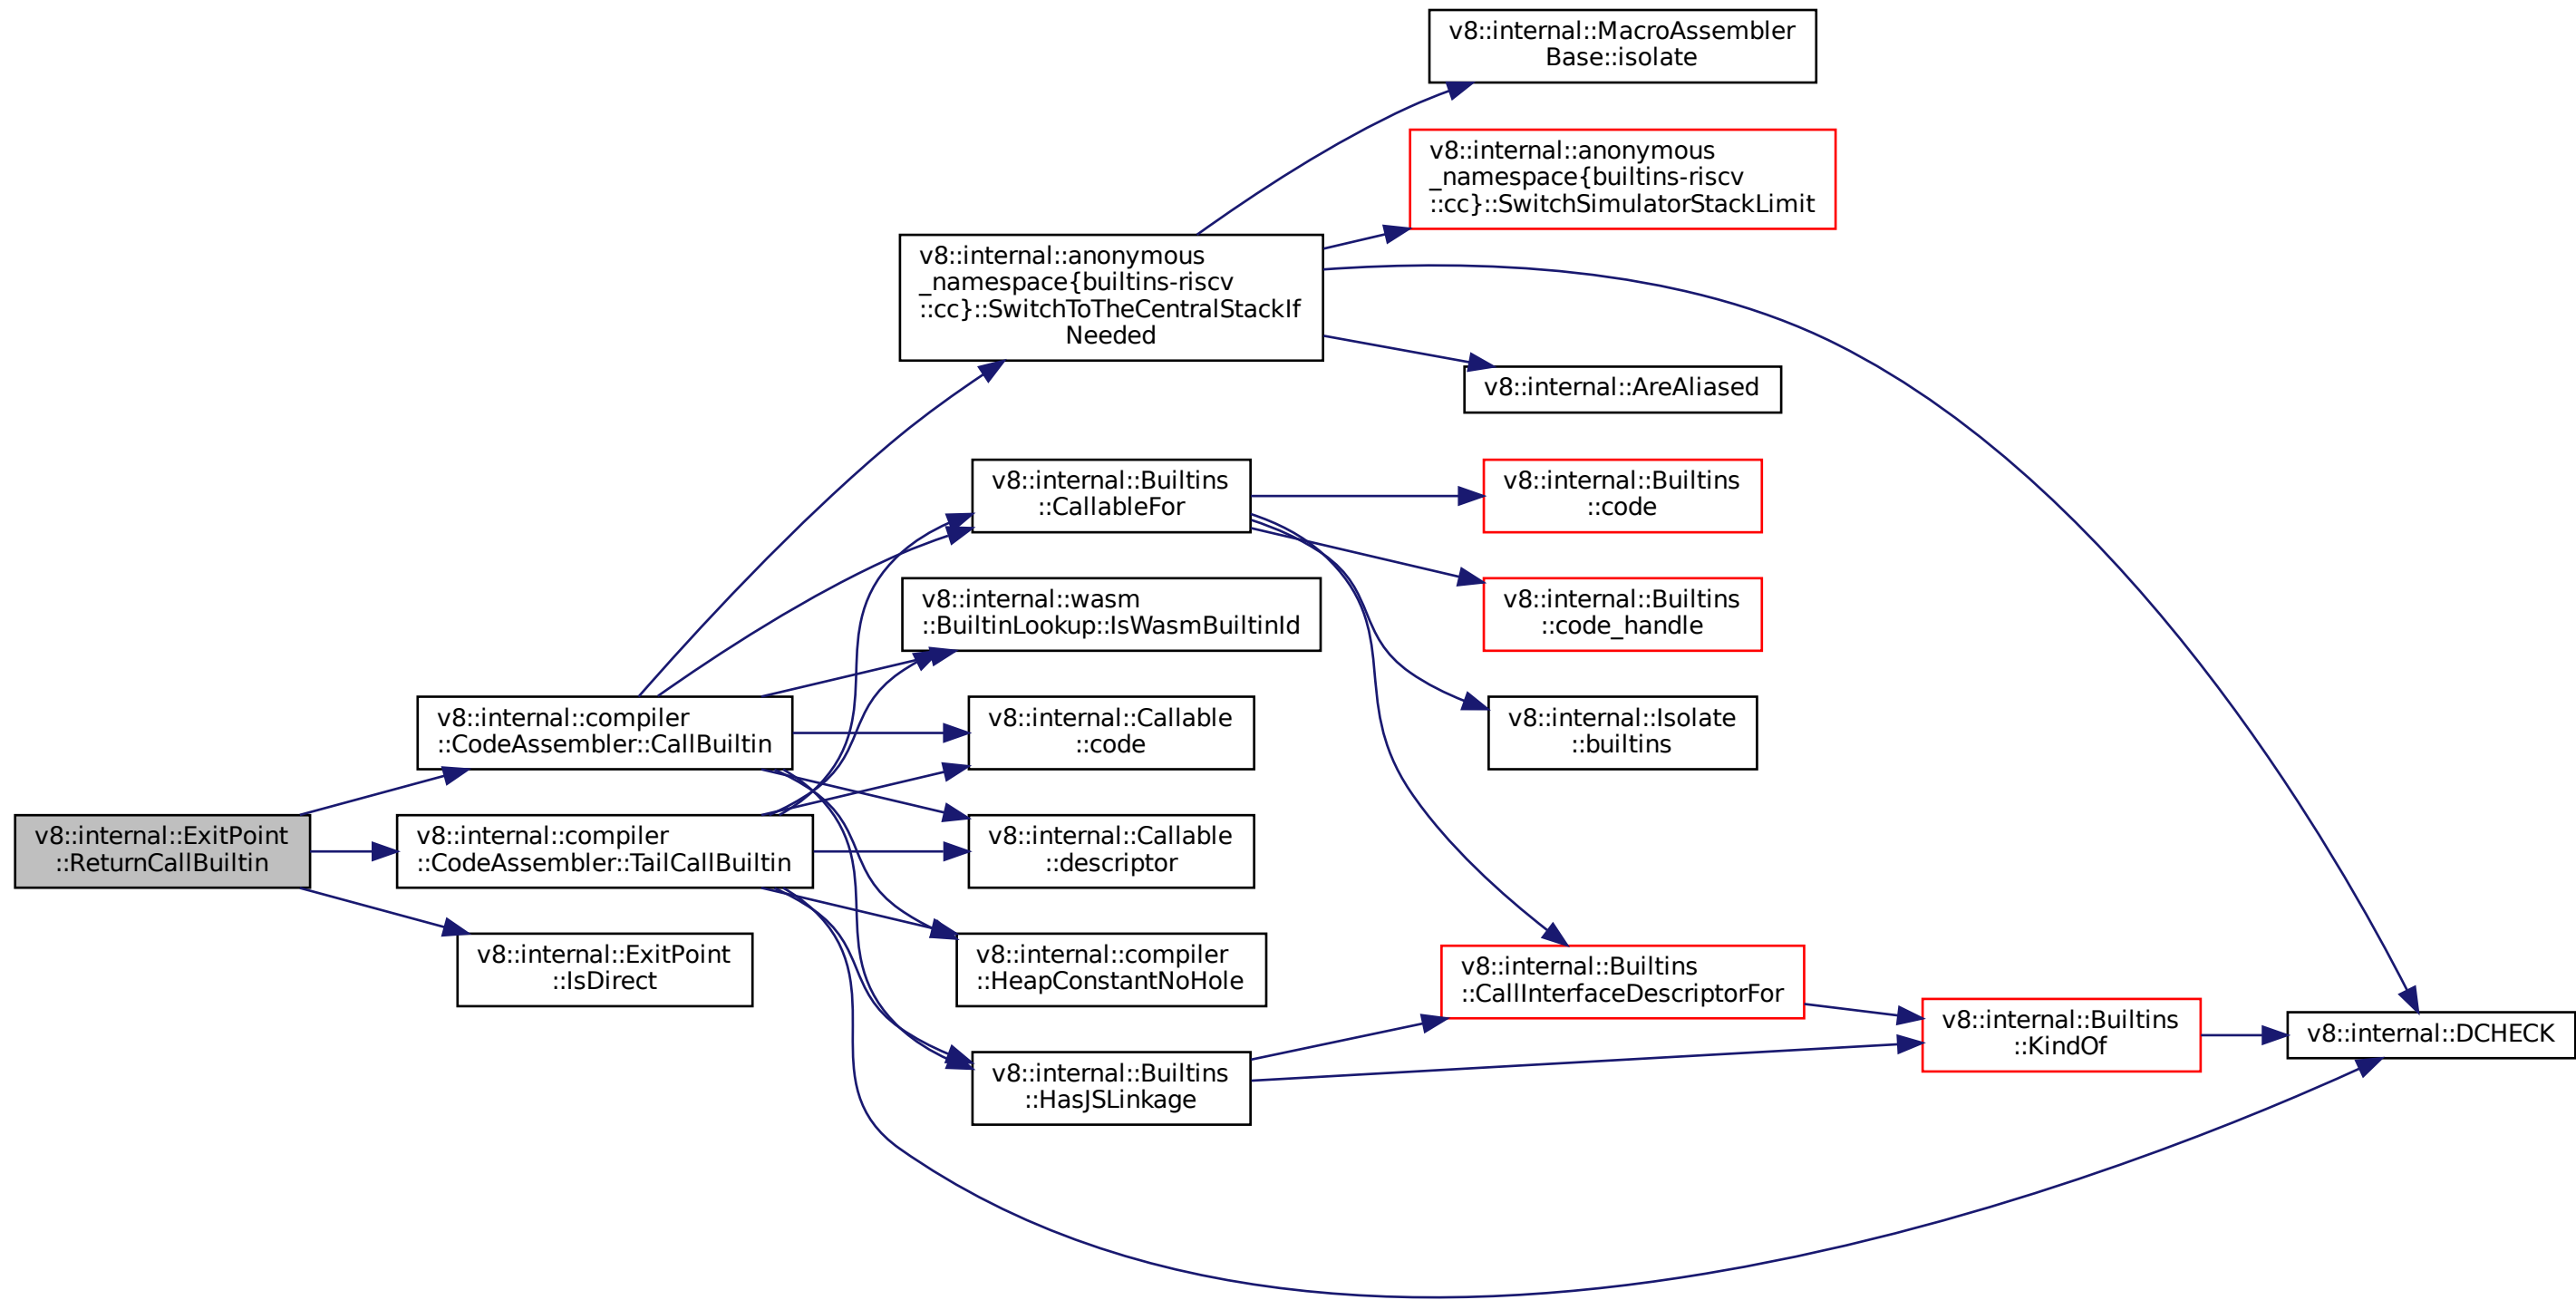 v8::internal::MacroAssembler
Base::isolate
v8::internal::anonymous
_namespace{builtins-riscv
::cc}::SwitchSimulatorStackLimit
v8::internal::anonymous
_namespace{builtins-riscv
::cc}::SwitchToTheCentralStackIf
Needed
v8::internal::AreAliased
v8::internal::Builtins
::CallableFor
v8::internal::Builtins
::code
v8::internal::wasm
::BuiltinLookup::IsWasmBuiltinId
v8::internal::Builtins
::code_handle
v8::internal::compiler
::CodeAssembler::CallBuiltin
v8::internal::Callable
::code
v8::internal::Isolate
::builtins
v8::internal::ExitPoint
::ReturnCallBuiltin
v8::internal::compiler
::CodeAssembler::TailCallBuiltin
v8::internal::Callable
::descriptor
v8::internal::ExitPoint
::IsDirect
v8::internal::compiler
::HeapConstantNoHole
v8::internal::Builtins
::CallInterfaceDescriptorFor
v8::internal::Builtins
::KindOf
v8::internal::DCHECK
v8::internal::Builtins
::HasJSLinkage